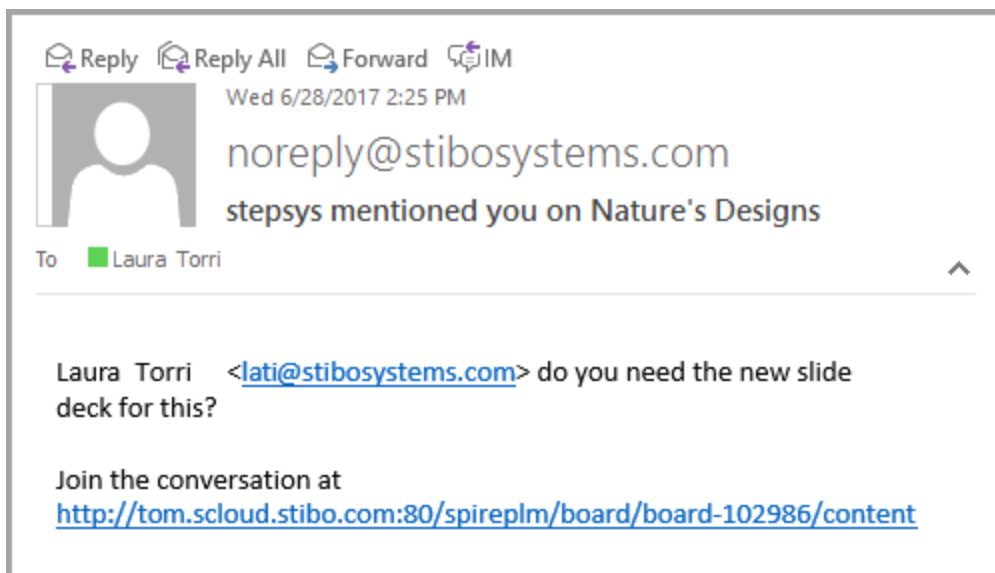 Reply Reply All Forward IM
Wed 6/28/2017 2:25 PM
noreply@stibosystems.com
stepsys mentioned you on Nature's Designs
To Laura Torri
Laura Torri <lati@stibosystems.com> do you need the new slide
deck for this?
Join the conversation at
http://tom.scloud.stibo.com:80/spireplm/board/board-102986/content